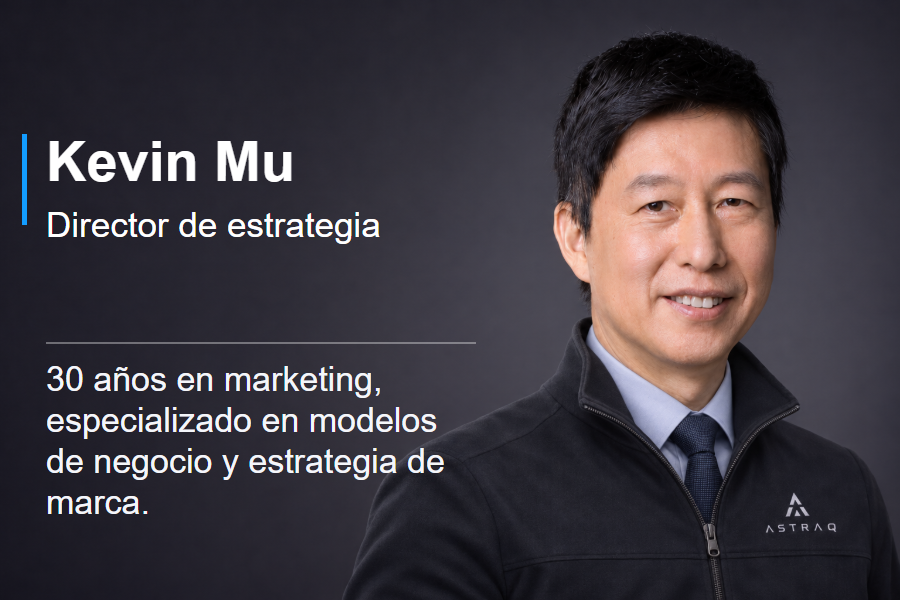 Kevin Mu
Director de estrategia
30 años en marketing,
especializado en modelos
de negocio y estrategia de
marca.
ASTRAQ